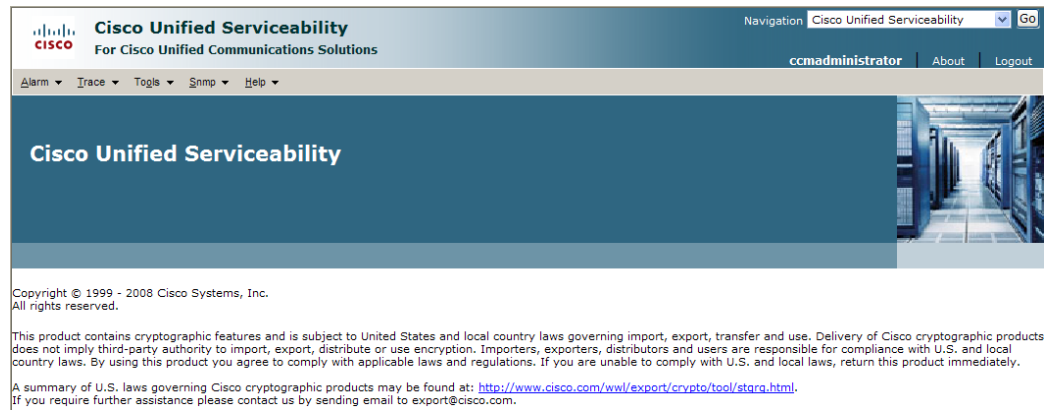 CISCO
Cisco Unified Serviceability
For Cisco Unified Communications Solutions
Navigation Cisco Unified Serviceability Go
ccmadministrator About Logout
Alarm Trace Tools Snmp Help
Cisco Unified Serviceability
Copyright © 1999 - 2008 Cisco Systems, Inc.
All rights reserved.
This product contains cryptographic features and is subject to United States and local country laws governing import, export, transfer and use. Delivery of Cisco cryptographic products
does not imply third-party authority to import, export, distribute or use encryption. Importers, exporters, distributors and users are responsible for compliance with U.S. and local
country laws. By using this product you agree to comply with applicable laws and regulations. If you are unable to comply with U.S. and local laws, return this product immediately.
A summary of U.S. laws governing Cisco cryptographic products may be found at: http://www.cisco.com/wwl/export/crypto/tool/stqrg.html.
If you require further assistance please contact us by sending email to export@cisco.com.